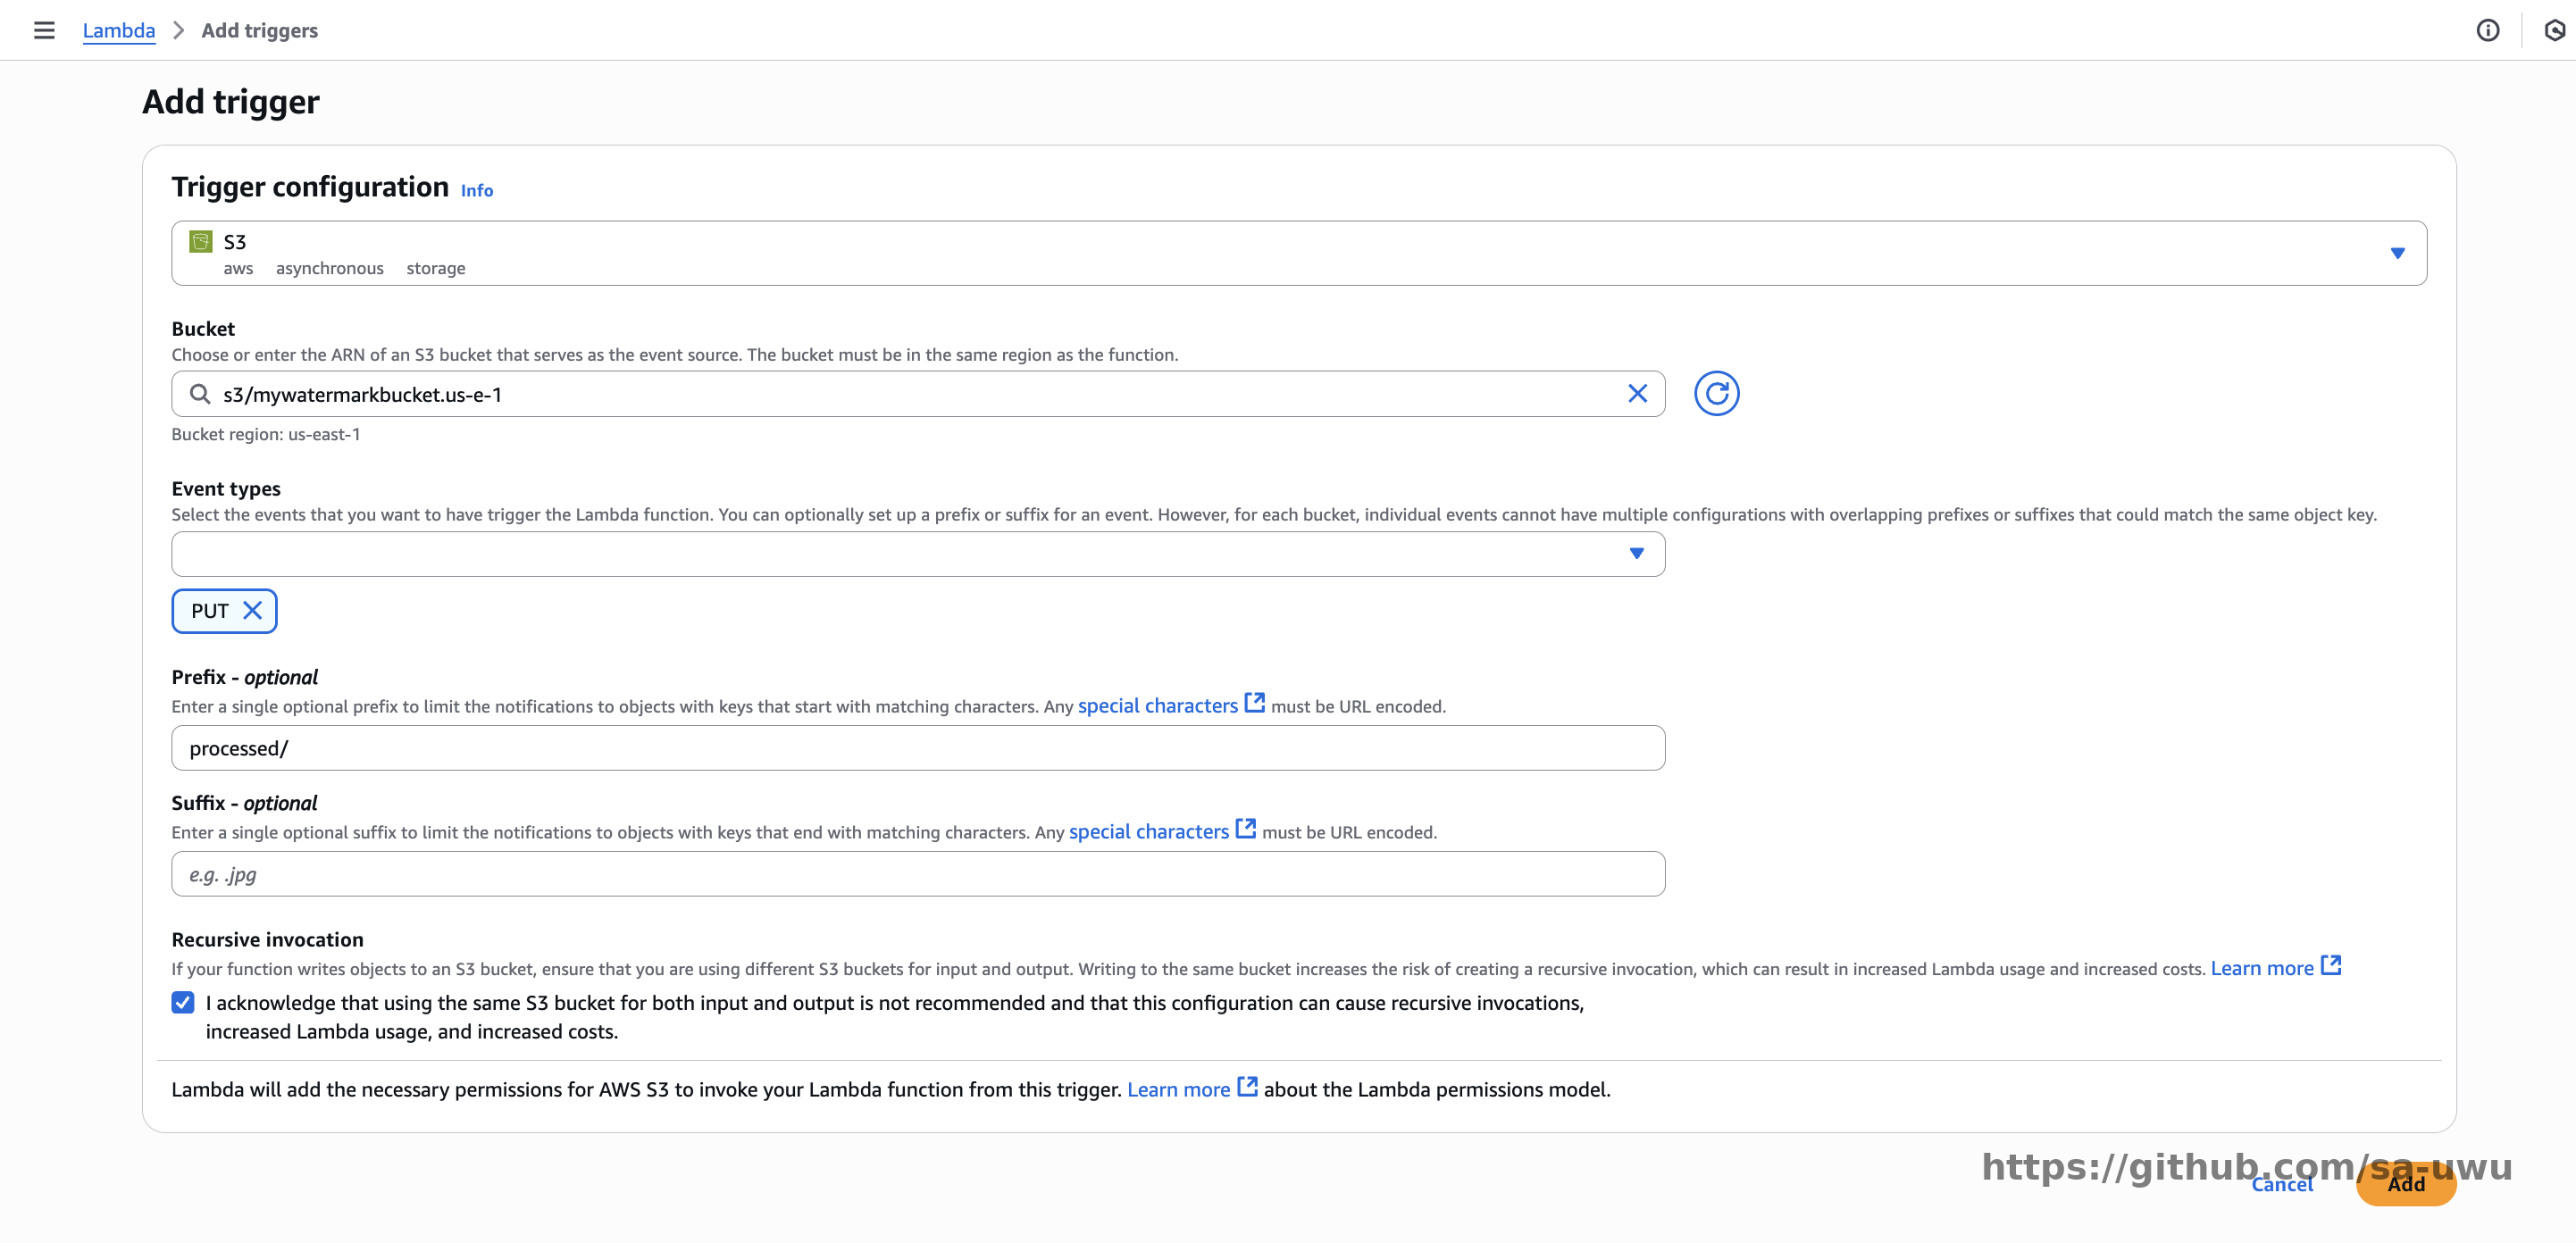 Lambda > Add triggers
Add trigger
Trigger configuration Info
S3
aws asynchronous storage
Bucket
Choose or enter the ARN of an S3 bucket that serves as the event source. The bucket must be in the same region as the function.
s3/mywatermarkbucket.us-e-1
Bucket region: us-east-1
Event types
Select the events that you want to have trigger the Lambda function. You can optionally set up a prefix or suffix for an event. However, for each bucket, individual events cannot have multiple configurations with overlapping prefixes or suffixes that could match the same object key.
PUT
Prefix - optional
Enter a single optional prefix to limit the notifications to objects with keys that start with matching characters. Any special characters must be URL encoded.
processed/
Suffix - optional
Enter a single optional suffix to limit the notifications to objects with keys that end with matching characters. Any special characters must be URL encoded.
e.g. .jpg
Recursive invocation
If your function writes objects to an S3 bucket, ensure that you are using different S3 buckets for input and output. Writing to the same bucket increases the risk of creating a recursive invocation, which can result in increased Lambda usage and increased costs. Learn more
I acknowledge that using the same S3 bucket for both input and output is not recommended and that this configuration can cause recursive invocations,
increased Lambda usage, and increased costs.
Lambda will add the necessary permissions for AWS S3 to invoke your Lambda function from this trigger. Learn more about the Lambda permissions model.
https://github.com/sa-uwu
Cancel Add